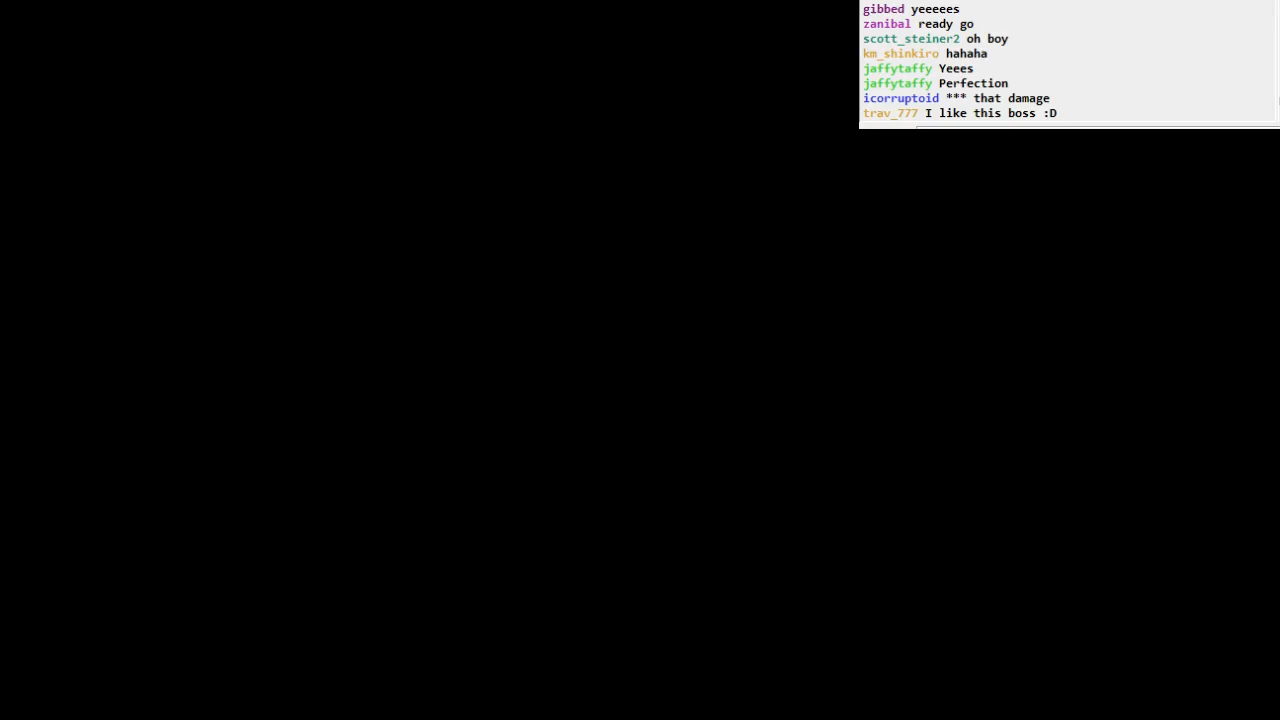 gibbed yeeeees
zanibal ready go
scott_steiner2 oh boy
km_shinkiro hahaha
jaffytaffy Yeees
jaffytaffy Perfection
icorruptoid *** that damage
trav_777 I like this boss :D